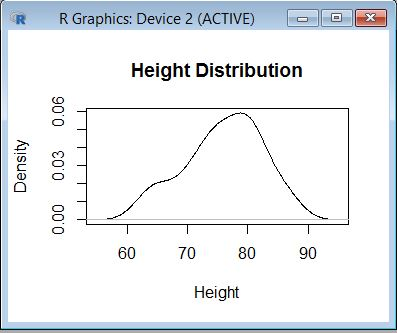 R Graphics: Device 2 (ACTIVE)
Height Distribution
Density
0.06
0.03
0.00
60 70 80 90
Height